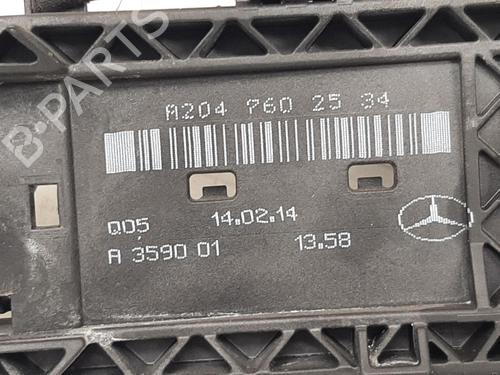 B-PARTS
A204 760 25 34
Q05 14.02.14
A 3590 01 13.58